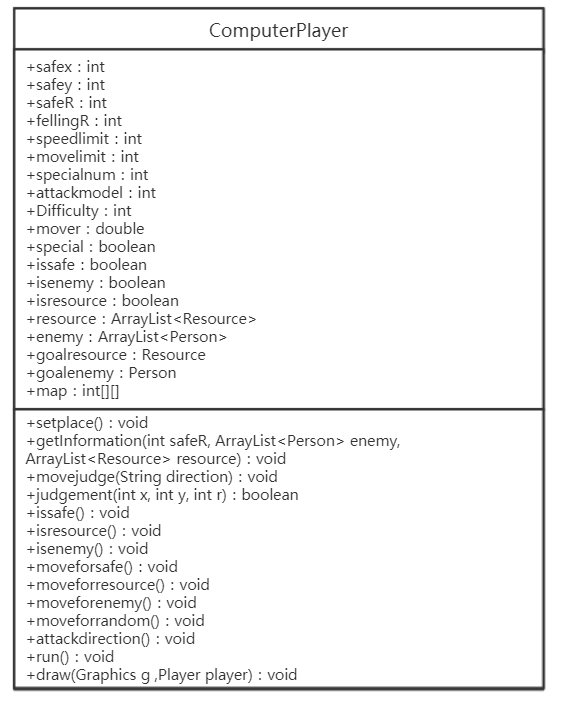 ComputerPlayer
+safex : int
+safey : int
+safeR : int
+fellingR : int
+speedlimit : int
+movelimit : int
+specialnum : int
+attackmodel : int
+Difficulty : int
+mover : double
+special : boolean
+issafe : boolean
+isenemy : boolean
+isresource : boolean
+resource : ArrayList<Resource>
+enemy : ArrayList<Person>
+goalresource : Resource
+goalenemy : Person
+map : int[][]
+setplace() : void
+getInformation(int safeR, ArrayList<Person> enemy,
ArrayList<Resource> resource) : void
+movejudge(String direction) : void
+judgement(int x, int y, int r) : boolean
+issafe() : void
+isresource() : void
+isenemy() : void
+moveforsafe() : void
+moveforresource() : void
+moveforenemy() : void
+moveforrandom() : void
+attackdirection() : void
+run() : void
+draw(Graphics g ,Player player) : void